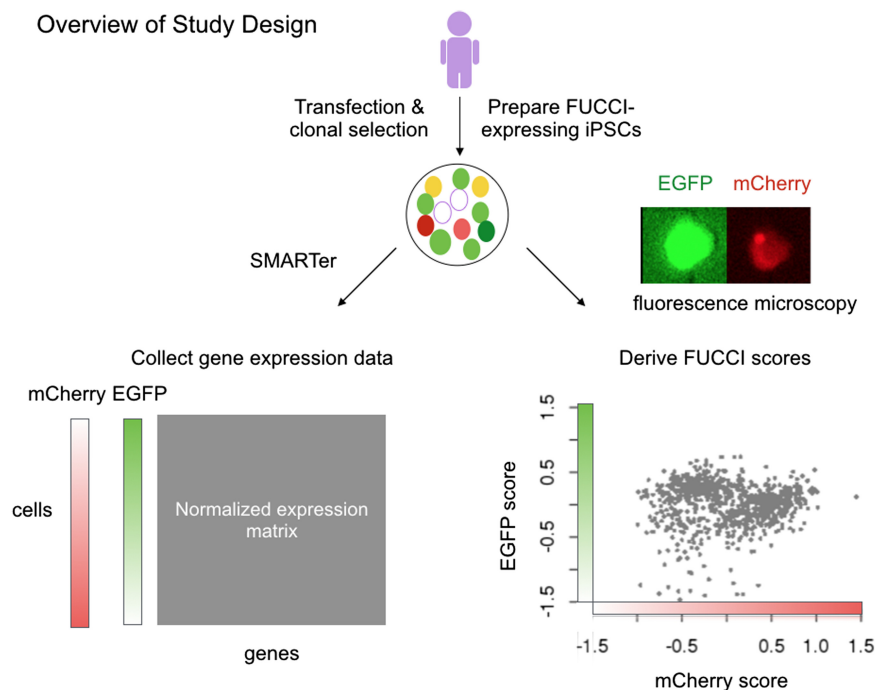 Overview of Study Design
Transfection &
clonal selection
Prepare FUCCI-
expressing iPSCs
EGFP mCherry
fluorescence microscopy
SMARTer
Collect gene expression data
mCherry EGFP
cells
Normalized expression
matrix
genes
Derive FUCCI scores
EGFP score
1.5
0.5
-0.5
-1.5
-1.5 -0.5 0.5 1.0 1.5
mCherry score